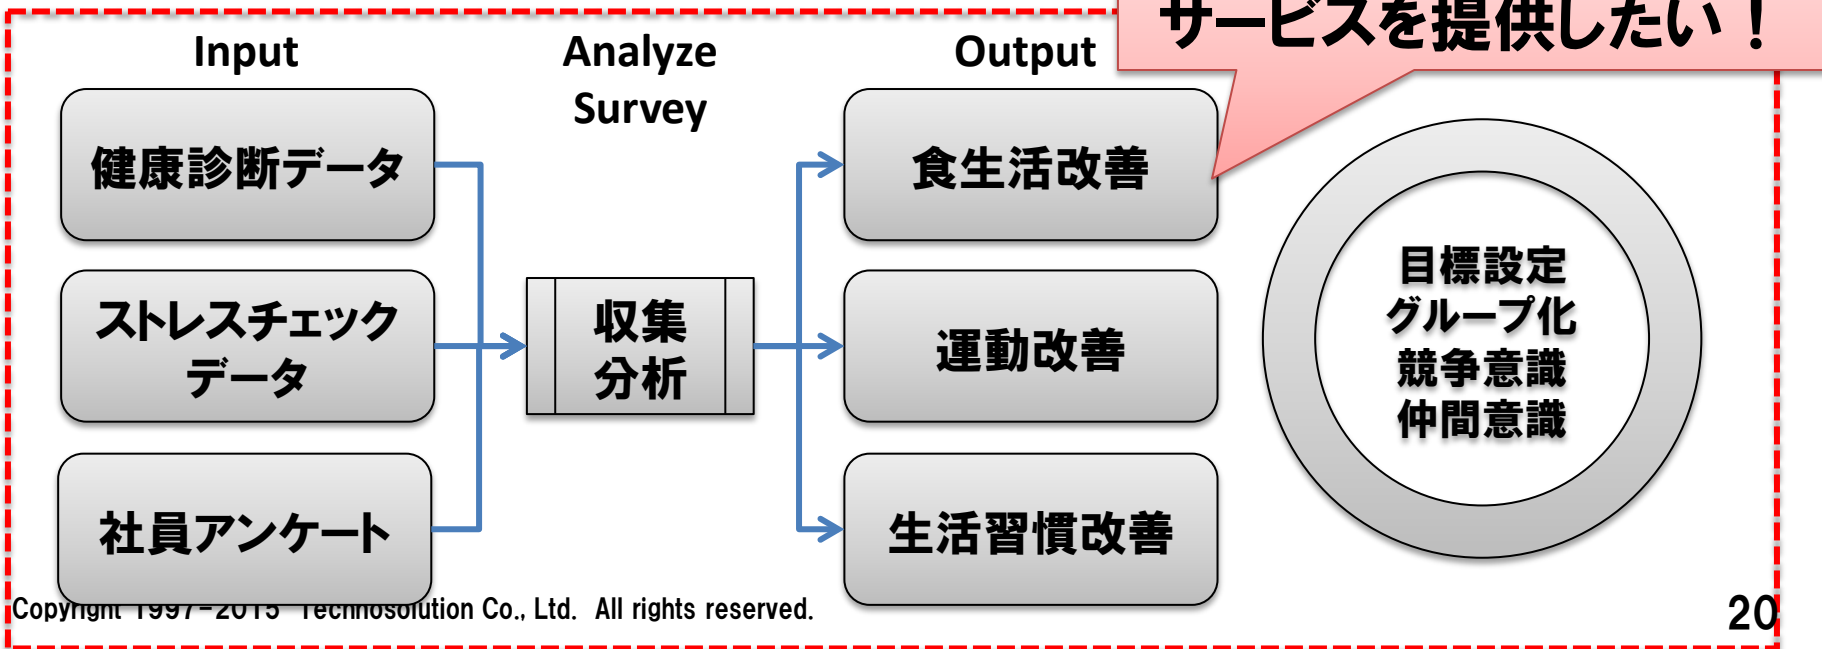 サービスを提供したい！
Input
Analyze
Survey
Output
健康診断データ
ストレスチェック
データ
社員アンケート
収集
分析
食生活改善
運動改善
生活習慣改善
目標設定
グループ化
競争意識
仲間意識
Copyright 1997-2015 Technosolution Co., Ltd. All rights reserved.
20